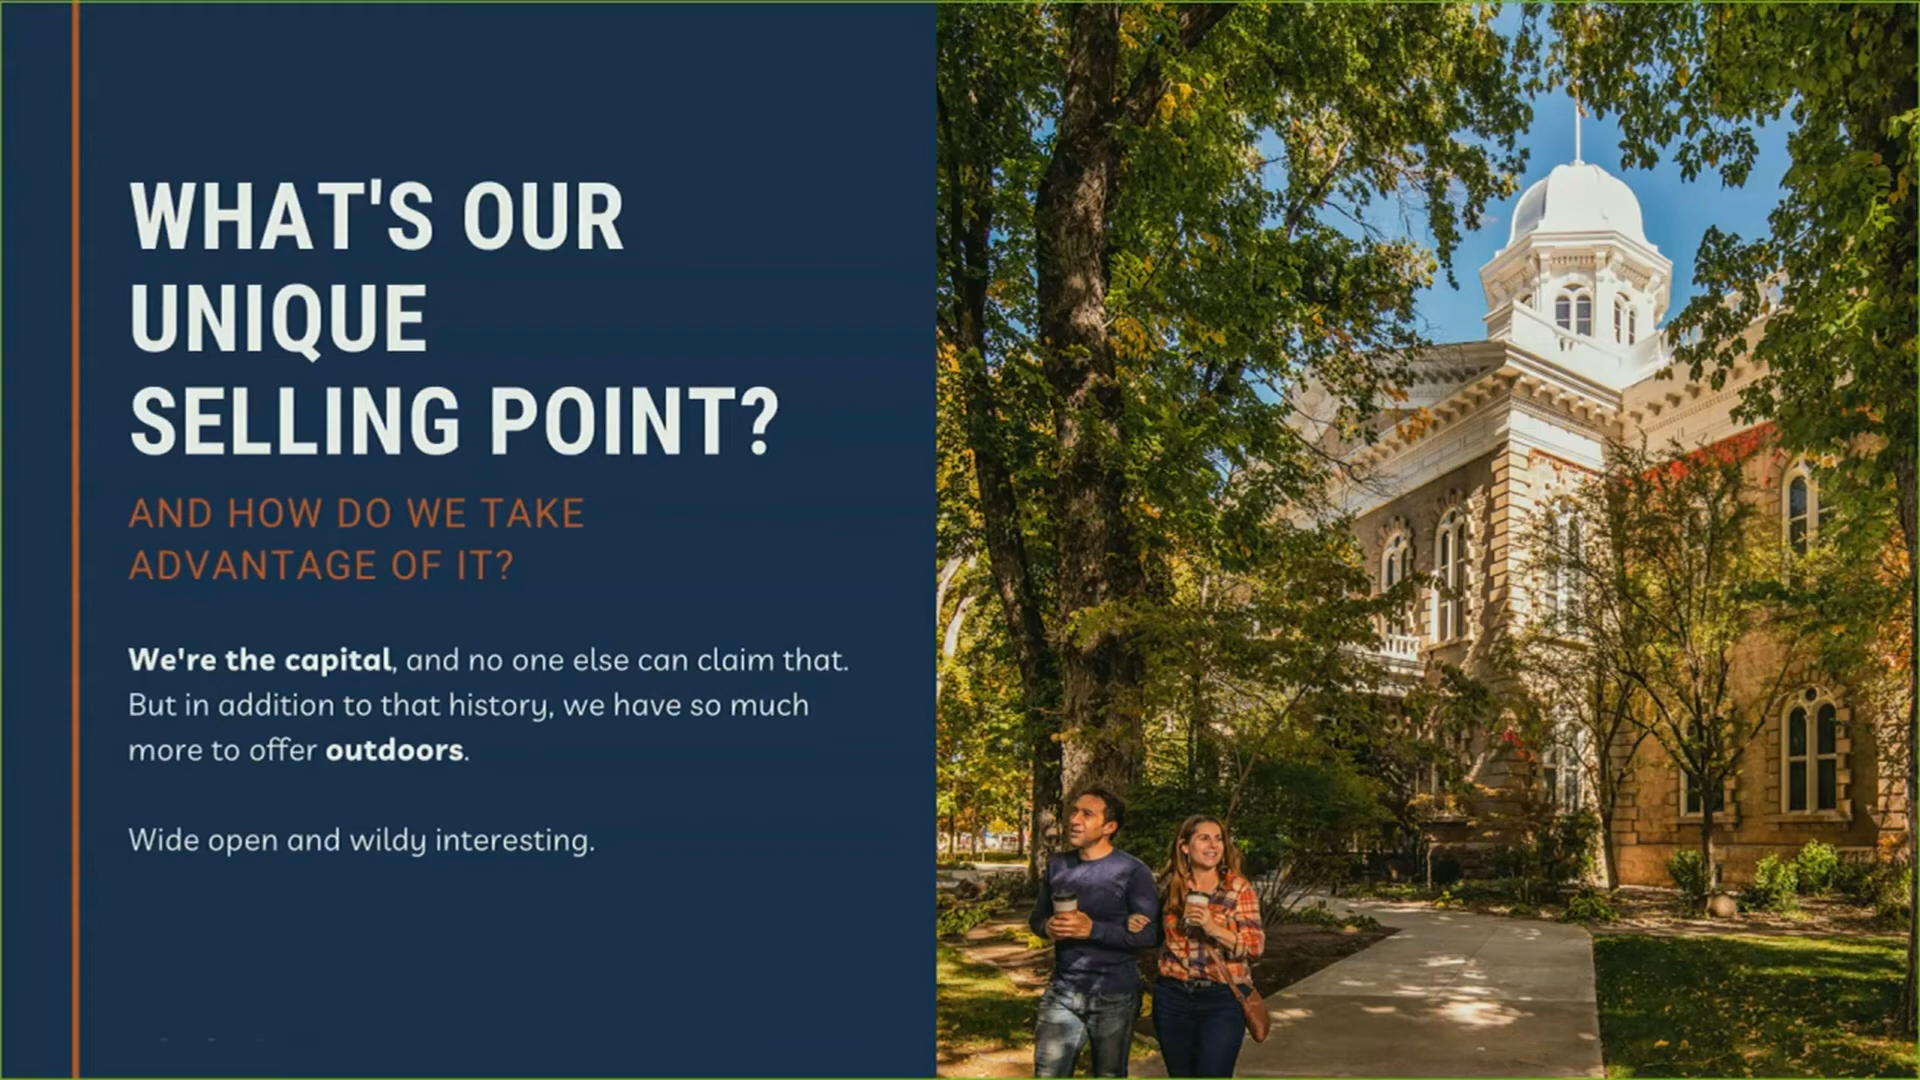 WHAT'S OUR
UNIQUE
SELLING POINT?
AND HOW DO WE TAKE
ADVANTAGE OF IT?
We're the capital, and no one else can claim that.
But in addition to that history, we have so much
more to offer outdoors.
Wide open and wildy interesting.